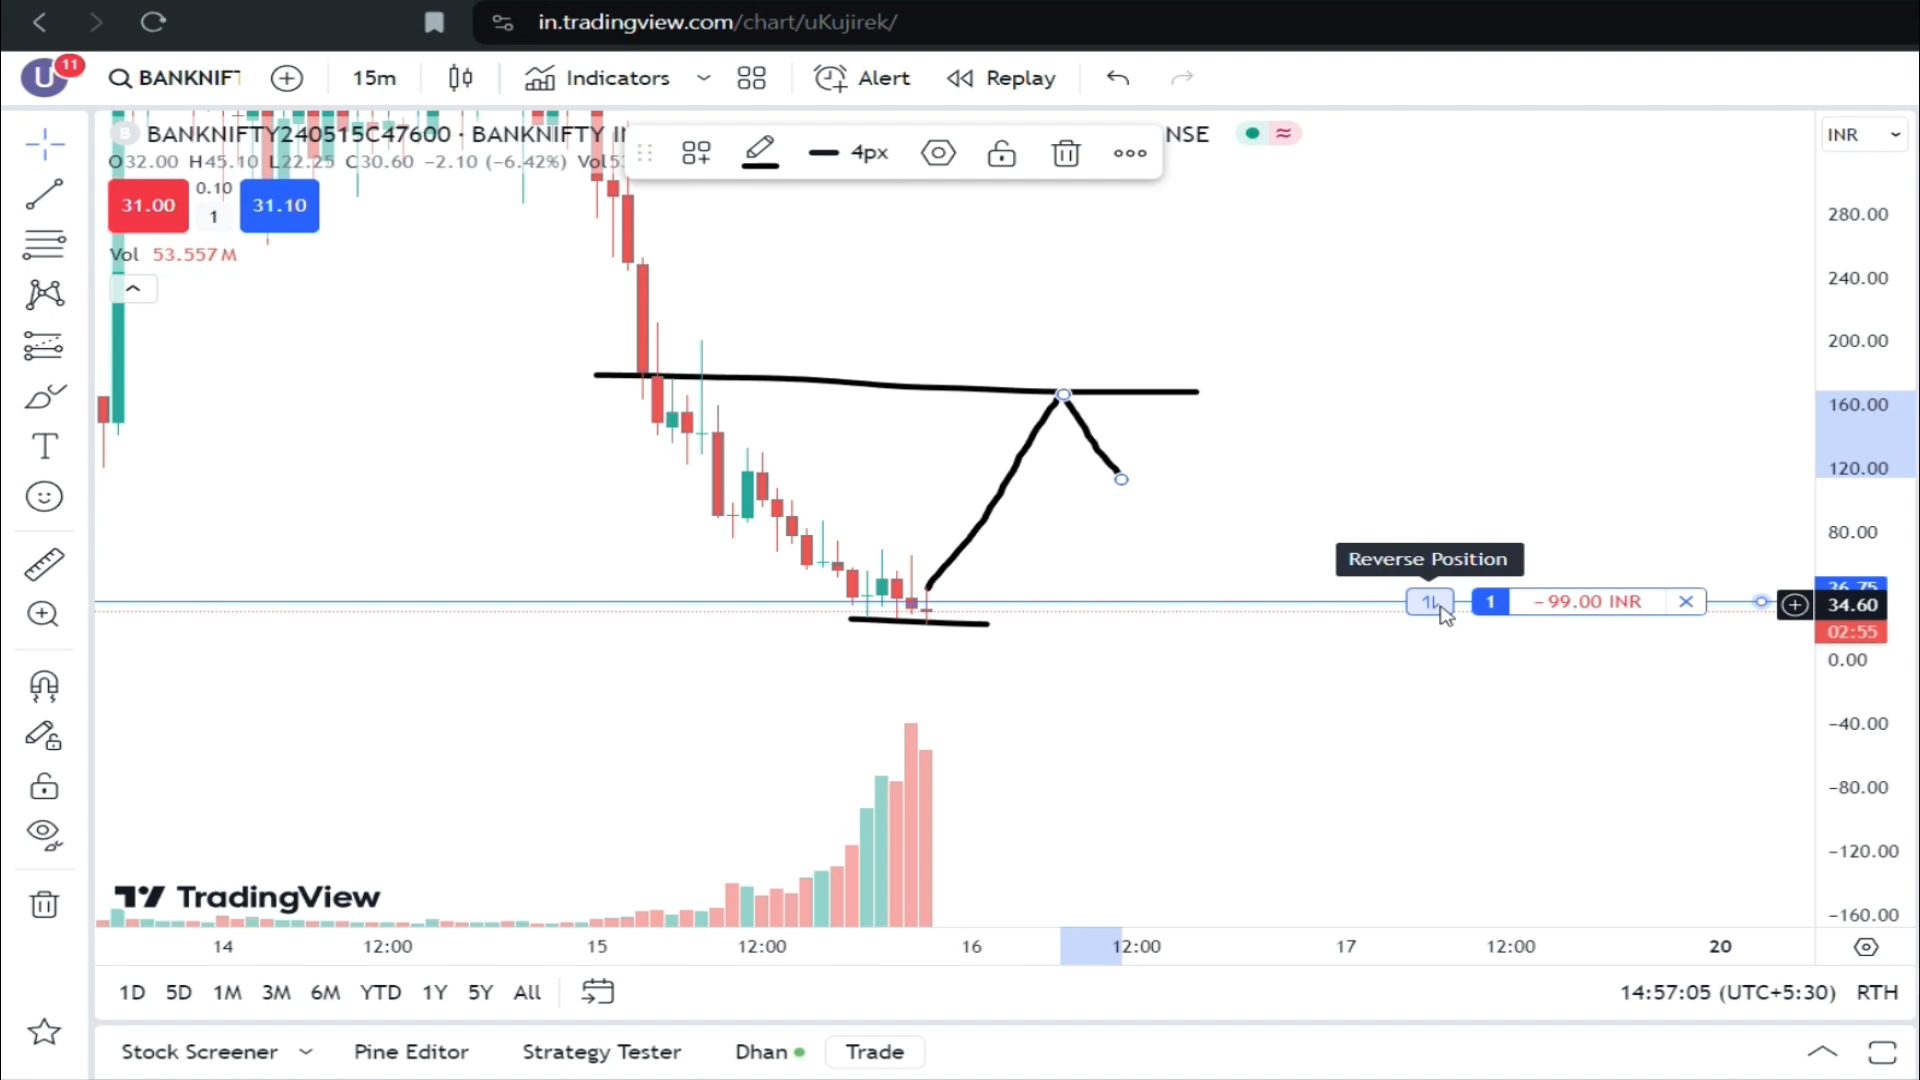 in.tradingview.com/chart/uKujirek/
U 11 BANKNIFT 15m Indicators Alert Replay
B BANKNIFTY240515C47600 · BANKNIFTY NSE
INR
O32.00 H45.10 L22.25 C30.60 −2.10 (−6.42%) Vol
4px
31.00 0.10 1 31.10
Vol 53.557M
280.00
240.00
200.00
160.00
120.00
80.00
Reverse Position
1 −99.00 INR
36.75
34.60
02:55
0.00
−40.00
−80.00
−120.00
−160.00
TradingView
14 12:00 15 12:00 16 12:00 17 12:00 20
1D 5D 1M 3M 6M YTD 1Y 5Y All
14:57:05 (UTC+5:30) RTH
Stock Screener Pine Editor Strategy Tester Dhan Trade